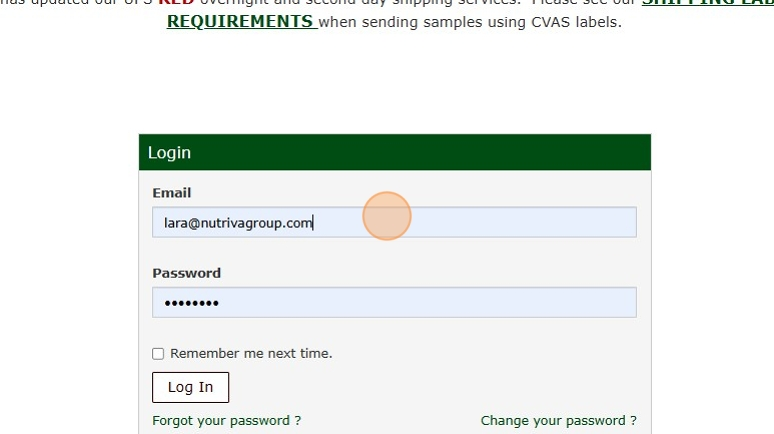 has updated our UPS RED overnight and second day shipping services. Please see our SHIPPING LAB
REQUIREMENTS when sending samples using CVAS labels.
Login
Email
lara@nutrivagroup.com
Password
••••••••
Remember me next time.
Log In
Forgot your password ?
Change your password ?